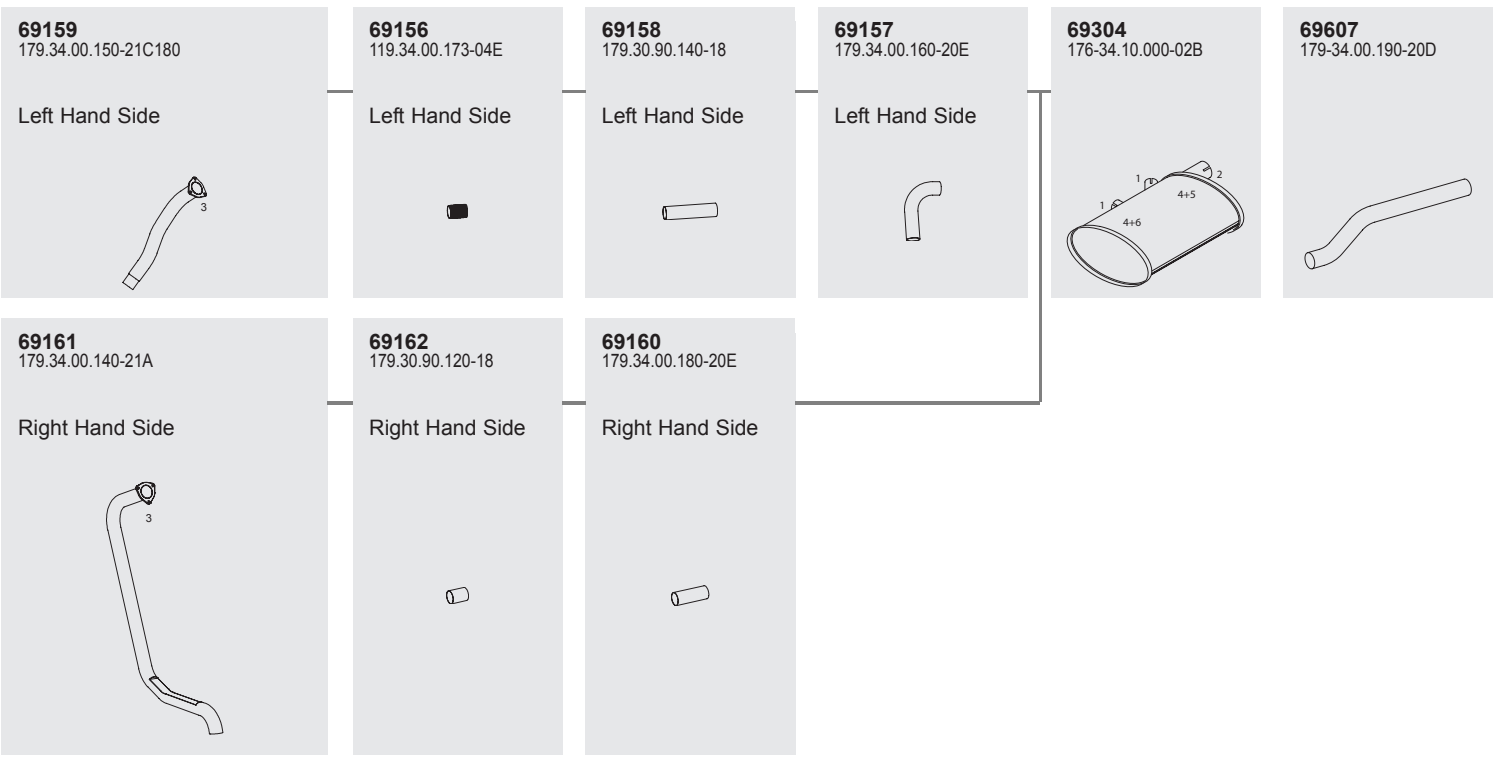 69159
179.34.00.150-21C180
Left Hand Side
3
69156
119.34.00.173-04E
Left Hand Side
69158
179.30.90.140-18
Left Hand Side
69157
179.34.00.160-20E
Left Hand Side
69304
176-34.10.000-02B
1
2
4+5
1
4+6
69607
179-34.00.190-20D
69161
179.34.00.140-21A
Right Hand Side
3
69162
179.30.90.120-18
Right Hand Side
69160
179.34.00.180-20E
Right Hand Side